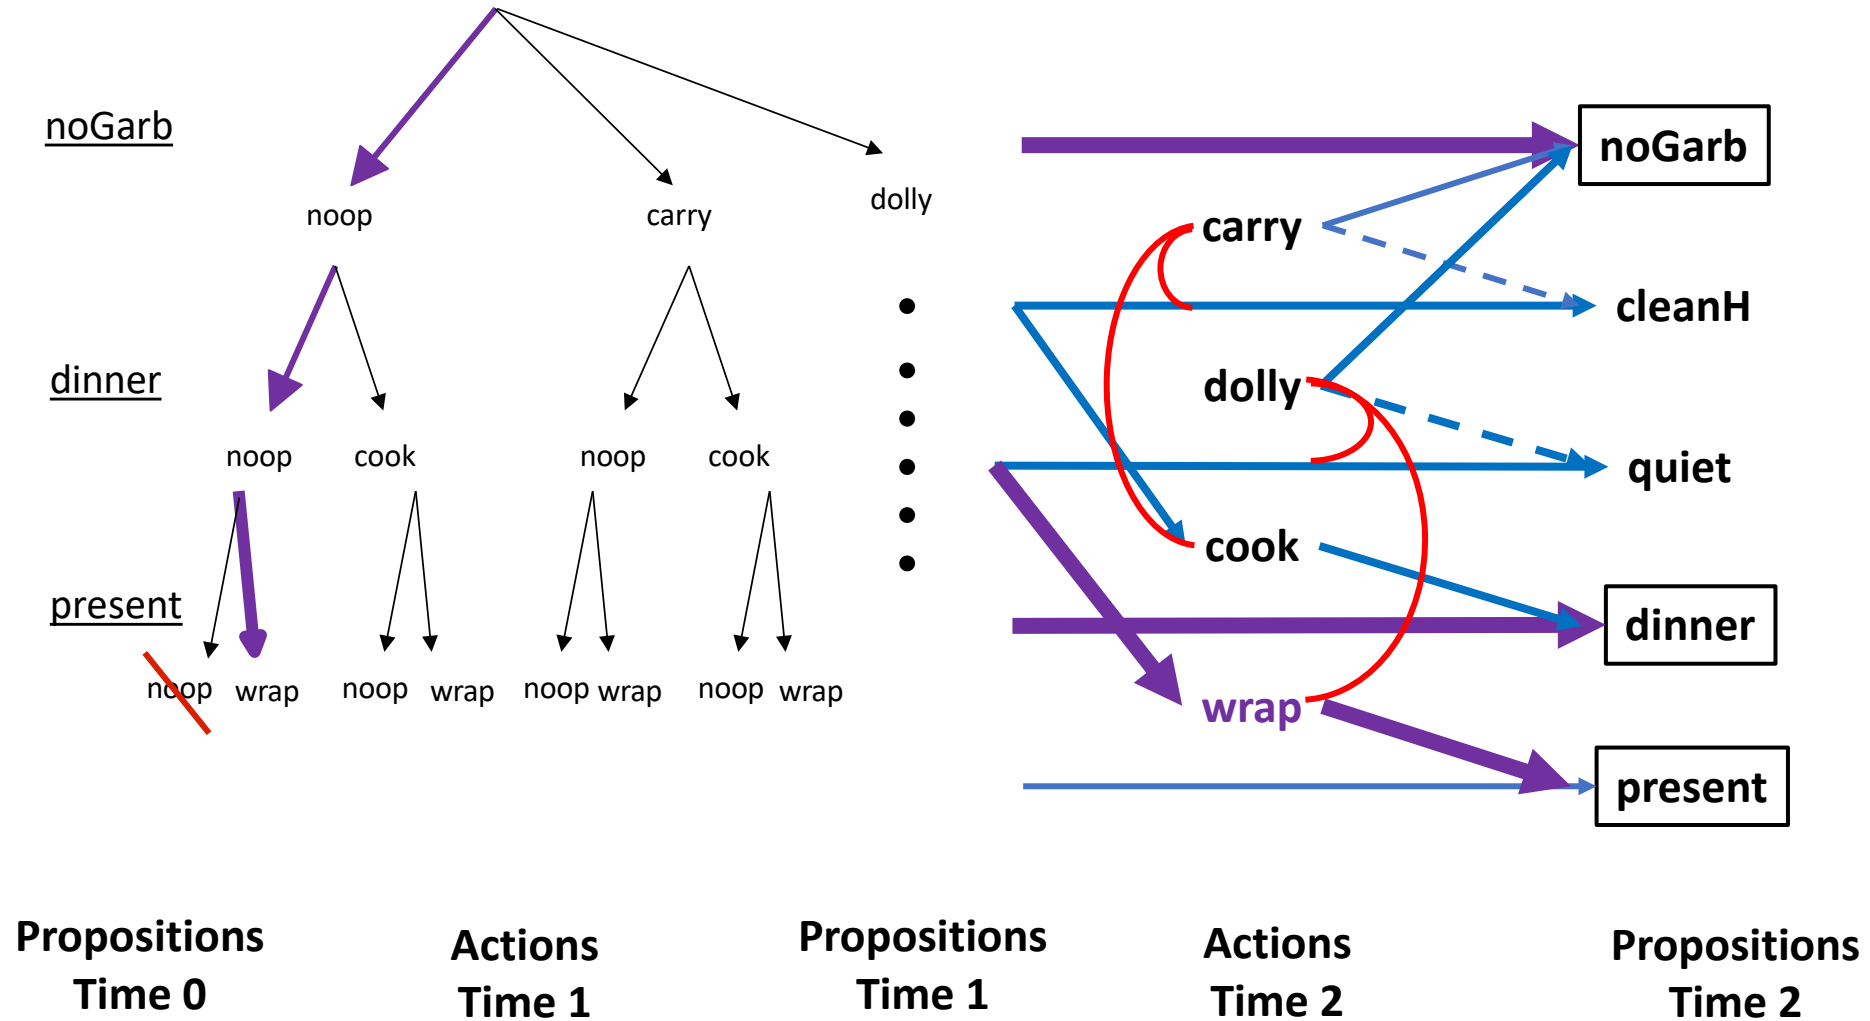 noGarb
noop
carry
dolly
dinner
noop
cook
noop
cook
present
noop
wrap
noop
wrap
noop
wrap
noop
wrap
carry
dolly
cook
wrap
noGarb
cleanH
quiet
dinner
present
Propositions
Time 0
Actions
Time 1
Propositions
Time 1
Actions
Time 2
Propositions
Time 2